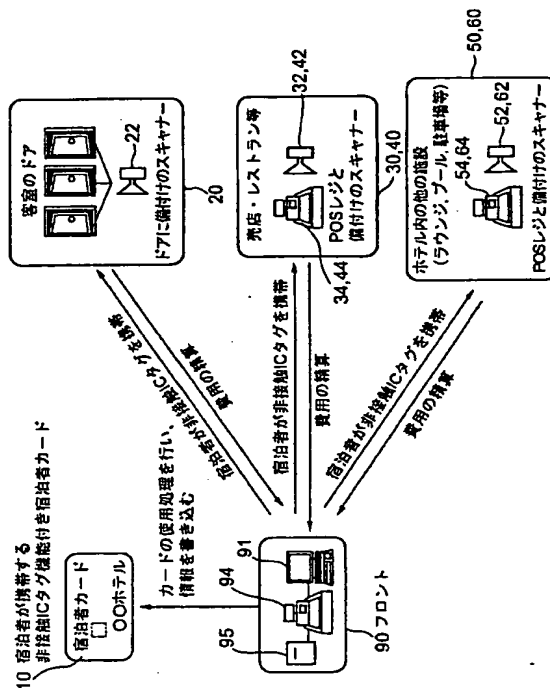 10 宿泊者が携帯する
非接触ICタグ機能付き宿泊者カード
宿泊者カード
〇〇ホテル
カードの使用処理を行い、
情報を書き込む
95
94
91
90 フロント
宿泊者が非接触ICタグを携帯
費用の精算
宿泊者が非接触ICタグを携帯
費用の精算
宿泊者が非接触ICタグを携帯
費用の精算
客室のドア
22
ドアに備付けのスキャナー
20
売店・レストラン等
32,42
POSレジと
備付けのスキャナー
34,44
30,40
ホテル内の他の施設
(ラウンジ、プール、駐車場等)
54,64
52,62
POSレジと備付けのスキャナー
50,60